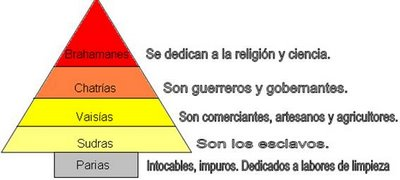 Brahamanes Se dedican a la religión y ciencia.
Chatrías Son guerreros y gobernantes.
Vaisías Son comerciantes, artesanos y agricultores.
Sudras Son los esclavos.
Parias Intocables, impuros. Dedicados a labores de limpieza